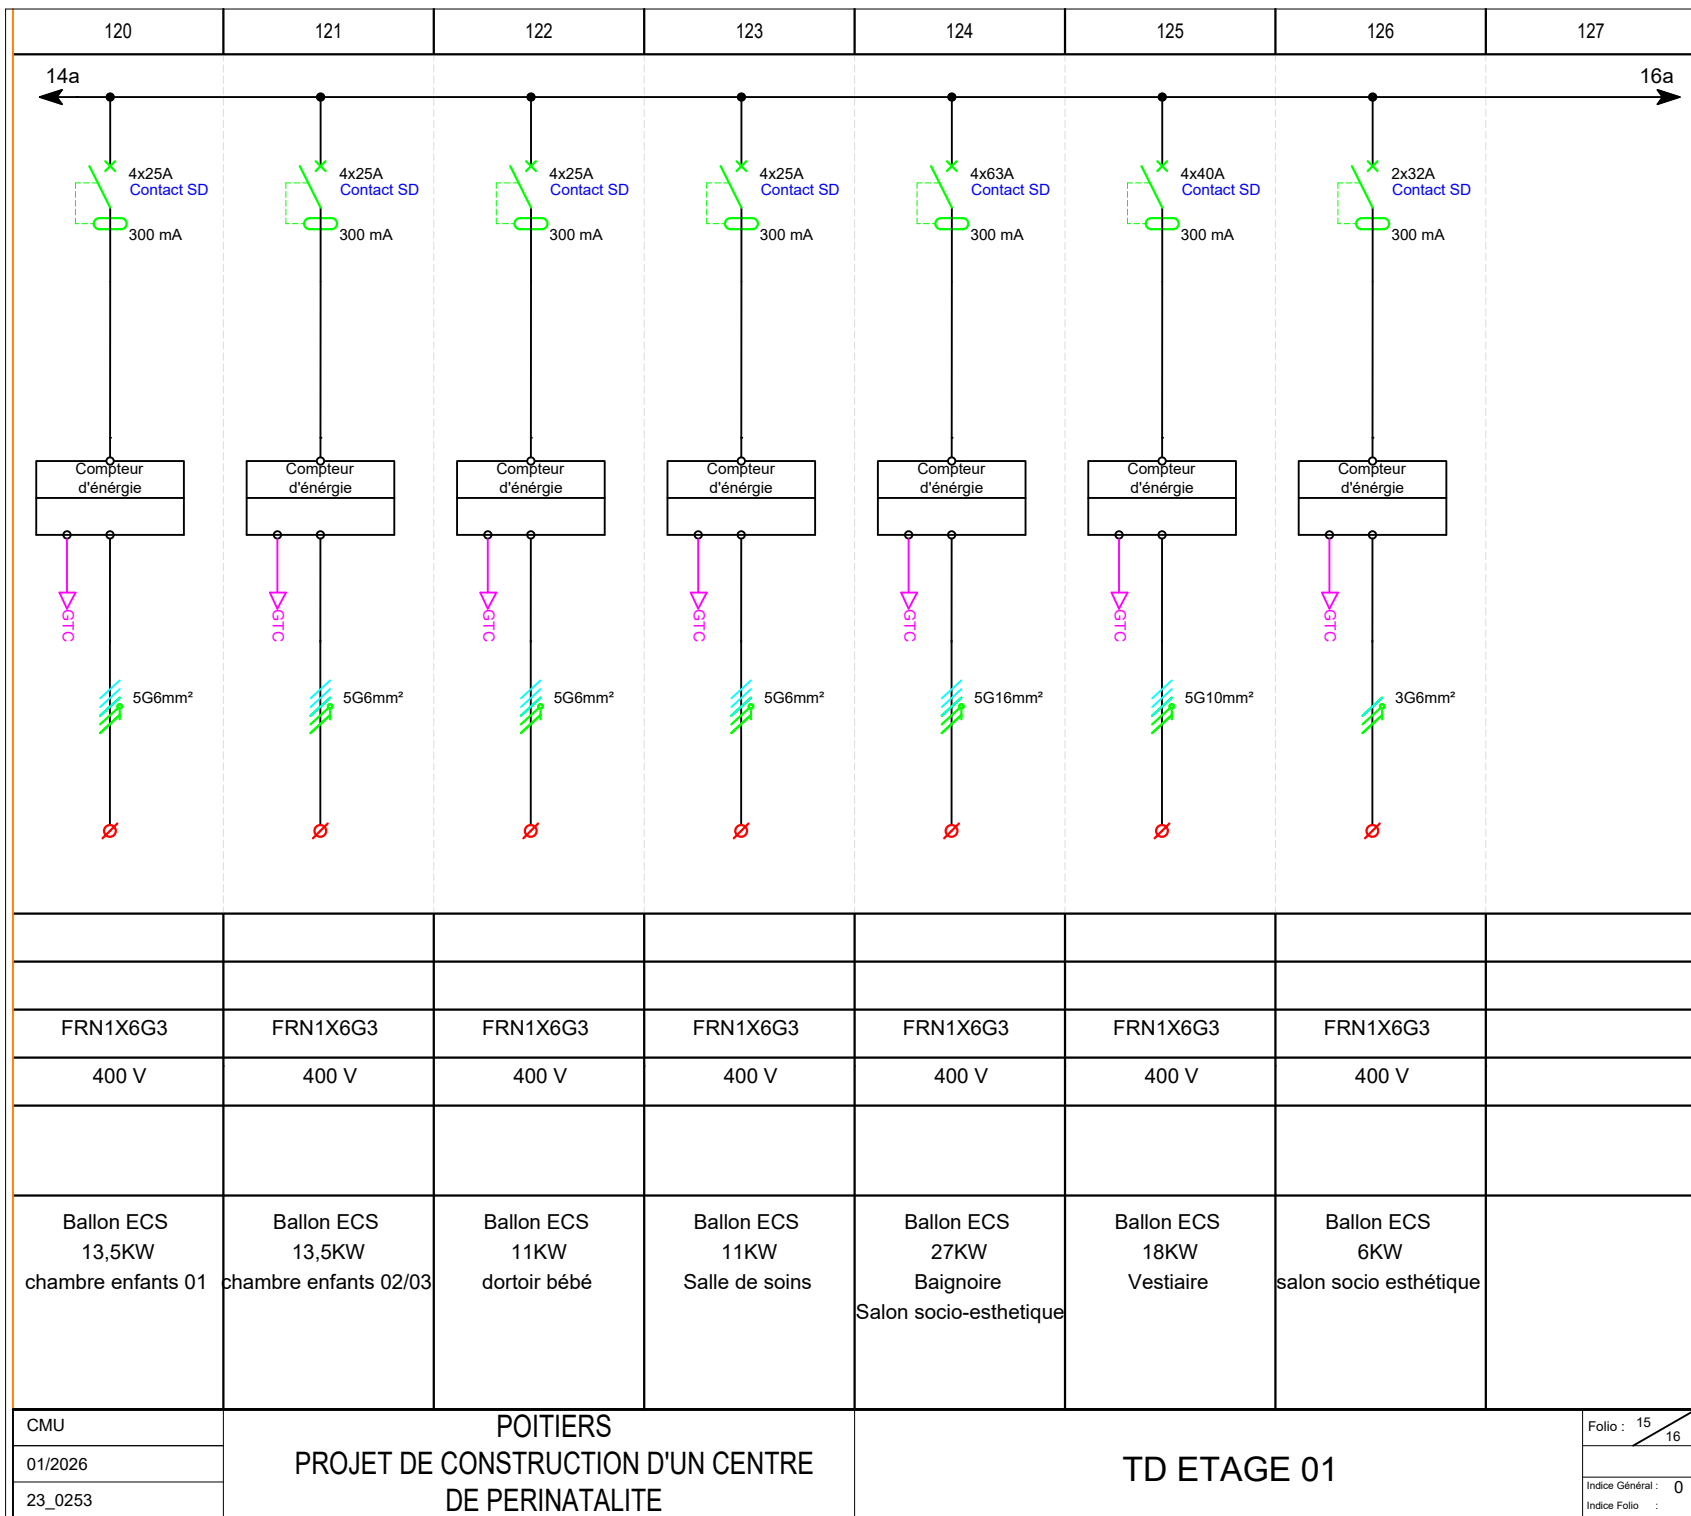 120 121 122 123 124 125 126 127
14a 16a
4x25A 4x25A 4x25A 4x25A 4x63A 4x40A 2x32A
Contact SD Contact SD Contact SD Contact SD Contact SD Contact SD Contact SD
300 mA 300 mA 300 mA 300 mA 300 mA 300 mA 300 mA
Compteur Compteur Compteur Compteur Compteur Compteur Compteur
d'énérgie d'énérgie d'énérgie d'énérgie d'énérgie d'énérgie d'énérgie
GTC GTC GTC GTC GTC GTC GTC
5G6mm² 5G6mm² 5G6mm² 5G6mm² 5G16mm² 5G10mm² 3G6mm²
FRN1X6G3 FRN1X6G3 FRN1X6G3 FRN1X6G3 FRN1X6G3 FRN1X6G3 FRN1X6G3
400 V 400 V 400 V 400 V 400 V 400 V 400 V
Ballon ECS Ballon ECS Ballon ECS Ballon ECS Ballon ECS Ballon ECS Ballon ECS
13,5KW 13,5KW 11KW 11KW 27KW 18KW 6KW
chambre enfants 01 chambre enfants 02/03 dortoir bébé Salle de soins Baignoire Vestiaire salon socio esthétique
Salon socio-esthetique
CMU
01/2026
23_0253
POITIERS
PROJET DE CONSTRUCTION D'UN CENTRE
DE PERINATALITE
TD ETAGE 01
Folio : 15
16
Indice Général : 0
Indice Folio :